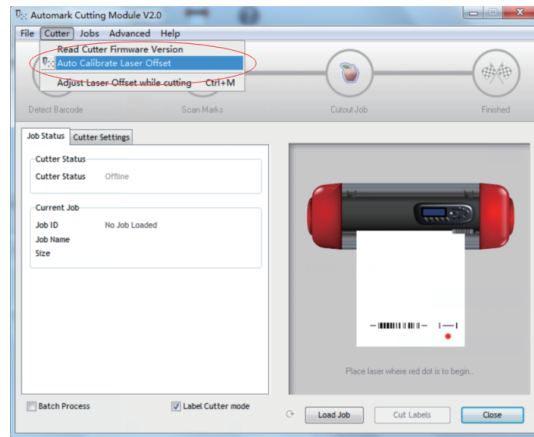 Automark Cutting Module V2.0
File Cutter Jobs Advanced Help
Read Cutter Firmware Version
Auto Calibrate Laser Offset
Adjust Laser Offset while cutting Ctrl+M
Detect Barcode Scan Marks Cutout Job Finished
Job Status Cutter Settings
Cutter Status
Cutter Status Offline
Current Job
Job ID No Job Loaded
Job Name
Size
Place laser where red dot is to begin..
Batch Process Label Cutter mode
Load Job Cut Labels Close